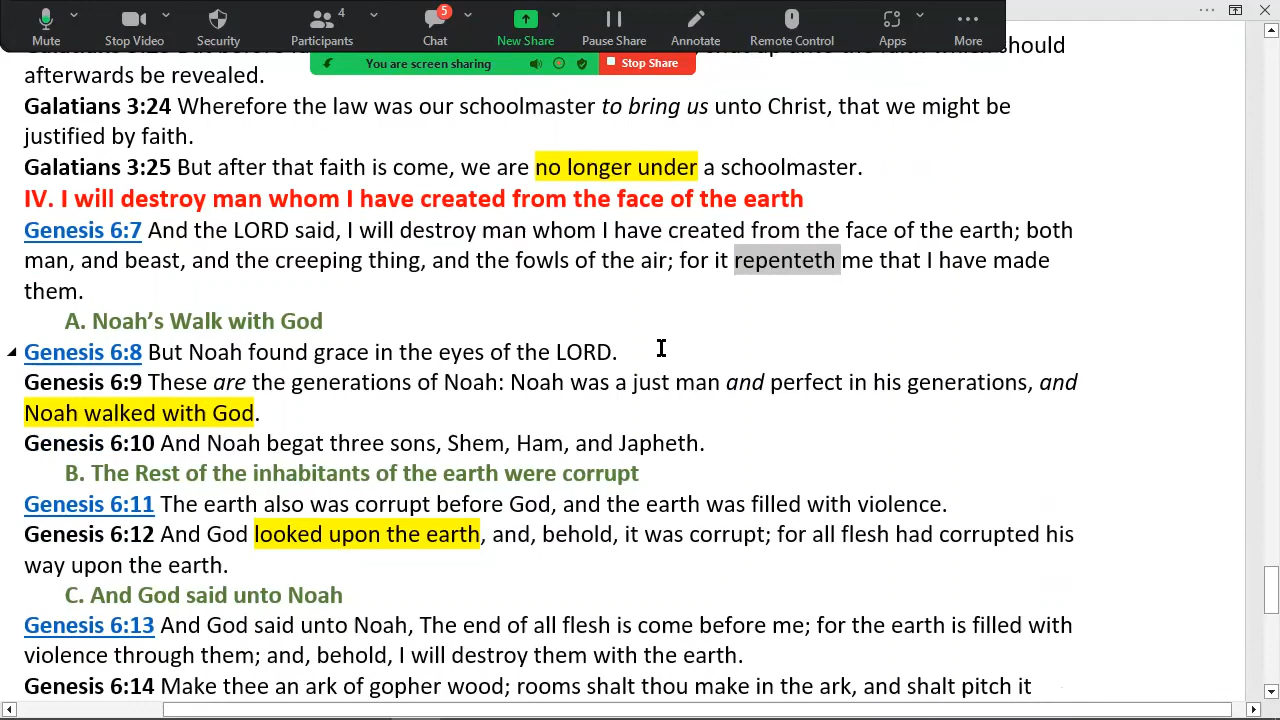 4
5
Mute
Stop Video
Security
Participants
Chat
New Share
Pause Share
Annotate
Remote Control
Apps
More
You are screen sharing
Stop Share
should
afterwards be revealed.
Galatians 3:24 Wherefore the law was our schoolmaster to bring us unto Christ, that we might be
justified by faith.
Galatians 3:25 But after that faith is come, we are no longer under a schoolmaster.
IV. I will destroy man whom I have created from the face of the earth
Genesis 6:7 And the LORD said, I will destroy man whom I have created from the face of the earth; both
man, and beast, and the creeping thing, and the fowls of the air; for it repenteth me that I have made
them.
A. Noah’s Walk with God
Genesis 6:8 But Noah found grace in the eyes of the LORD.
Genesis 6:9 These are the generations of Noah: Noah was a just man and perfect in his generations, and
Noah walked with God.
Genesis 6:10 And Noah begat three sons, Shem, Ham, and Japheth.
B. The Rest of the inhabitants of the earth were corrupt
Genesis 6:11 The earth also was corrupt before God, and the earth was filled with violence.
Genesis 6:12 And God looked upon the earth, and, behold, it was corrupt; for all flesh had corrupted his
way upon the earth.
C. And God said unto Noah
Genesis 6:13 And God said unto Noah, The end of all flesh is come before me; for the earth is filled with
violence through them; and, behold, I will destroy them with the earth.
Genesis 6:14 Make thee an ark of gopher wood; rooms shalt thou make in the ark, and shalt pitch it